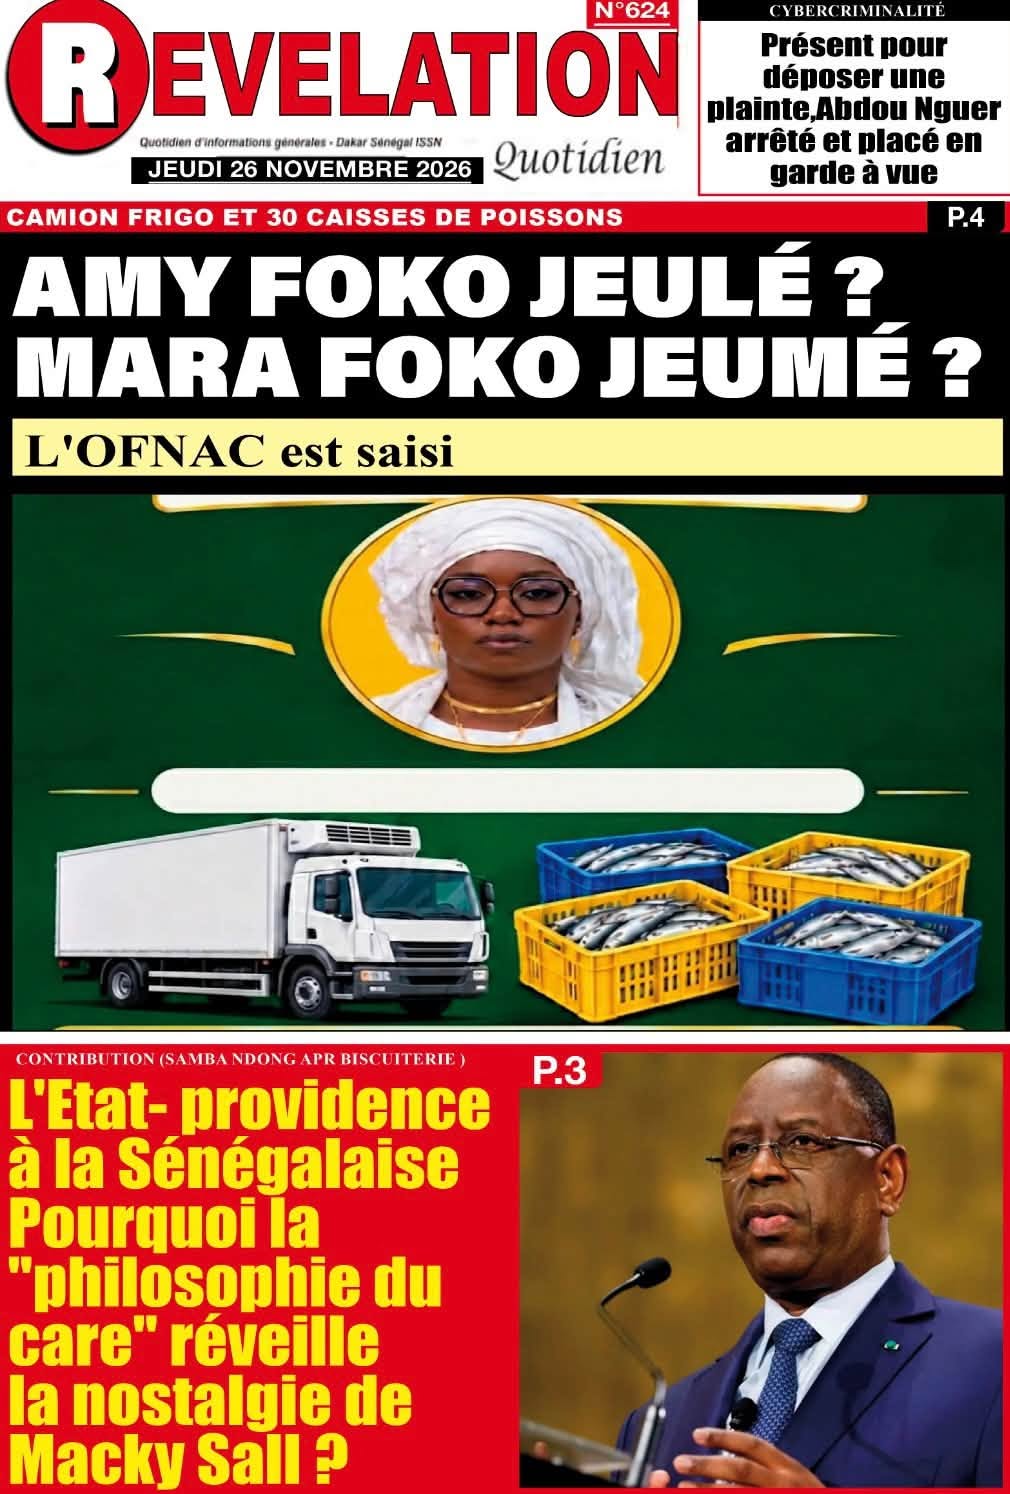 REVELATION
N°624
Quotidien d'informations générales - Dakar Sénégal ISSN
Quotidien
JEUDI 26 NOVEMBRE 2026
CYBERCRIMINALITÉ
Présent pour
déposer une
plainte,Abdou Nguer
arrêté et placé en
garde à vue
CAMION FRIGO ET 30 CAISSES DE POISSONS
P.4
AMY FOKO JEULÉ ?
MARA FOKO JEUMÉ ?
L'OFNAC est saisi
CONTRIBUTION (SAMBA NDONG APR BISCUITERIE )
P.3
L'Etat- providence
à la Sénégalaise
Pourquoi la
"philosophie du
care" réveille
la nostalgie de
Macky Sall ?